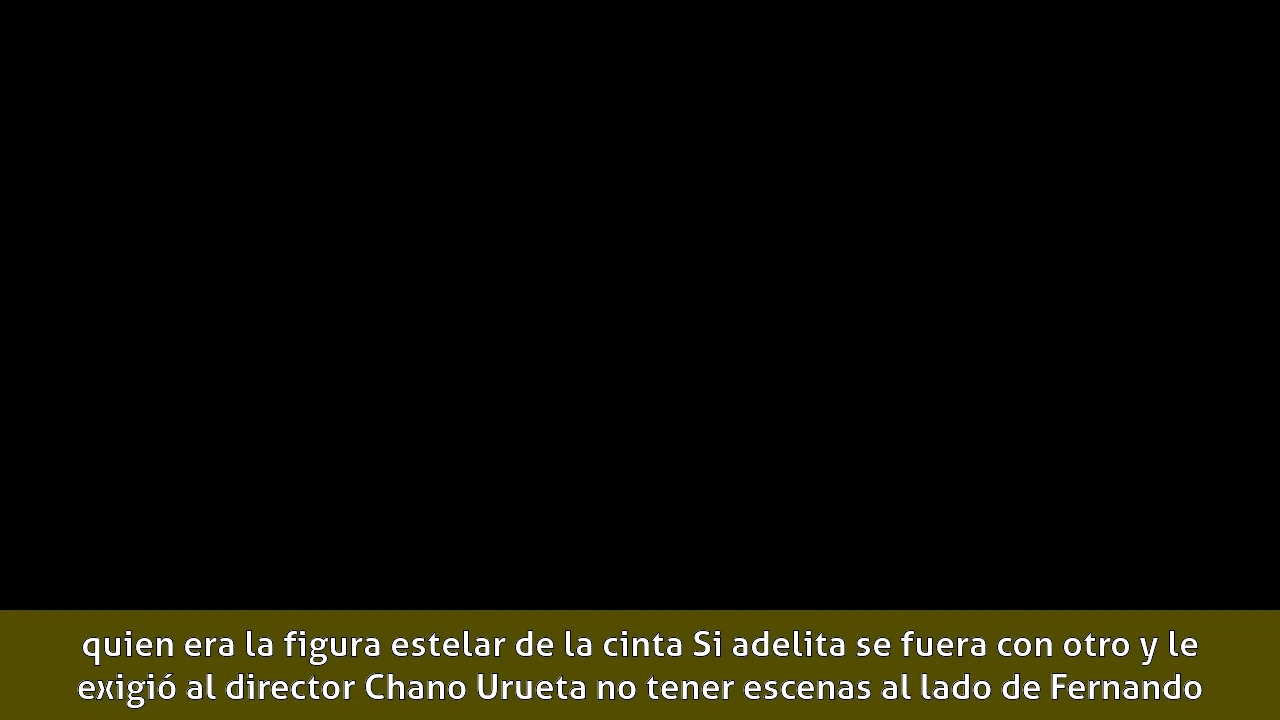 quien era la figura estelar de la cinta Si adelita se fuera con otro y le
exigió al director Chano Urueta no tener escenas al lado de Fernando